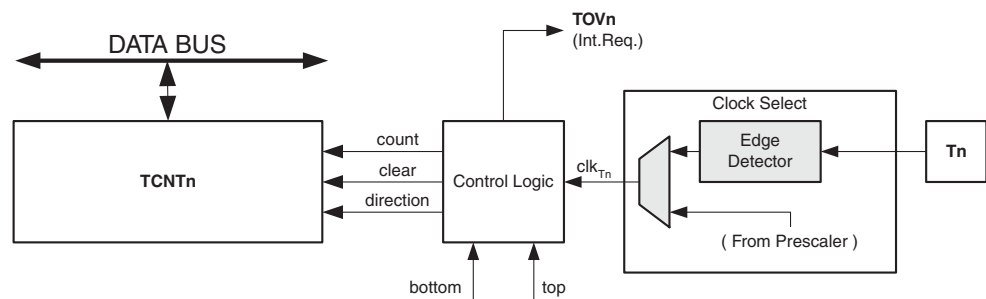 TOVn
(Int.Req.)
DATA BUS
Clock Select
count
Edge
Detector
Tn
TCNTn
clear
Control Logic
clkTn
direction
( From Prescaler )
bottom
top